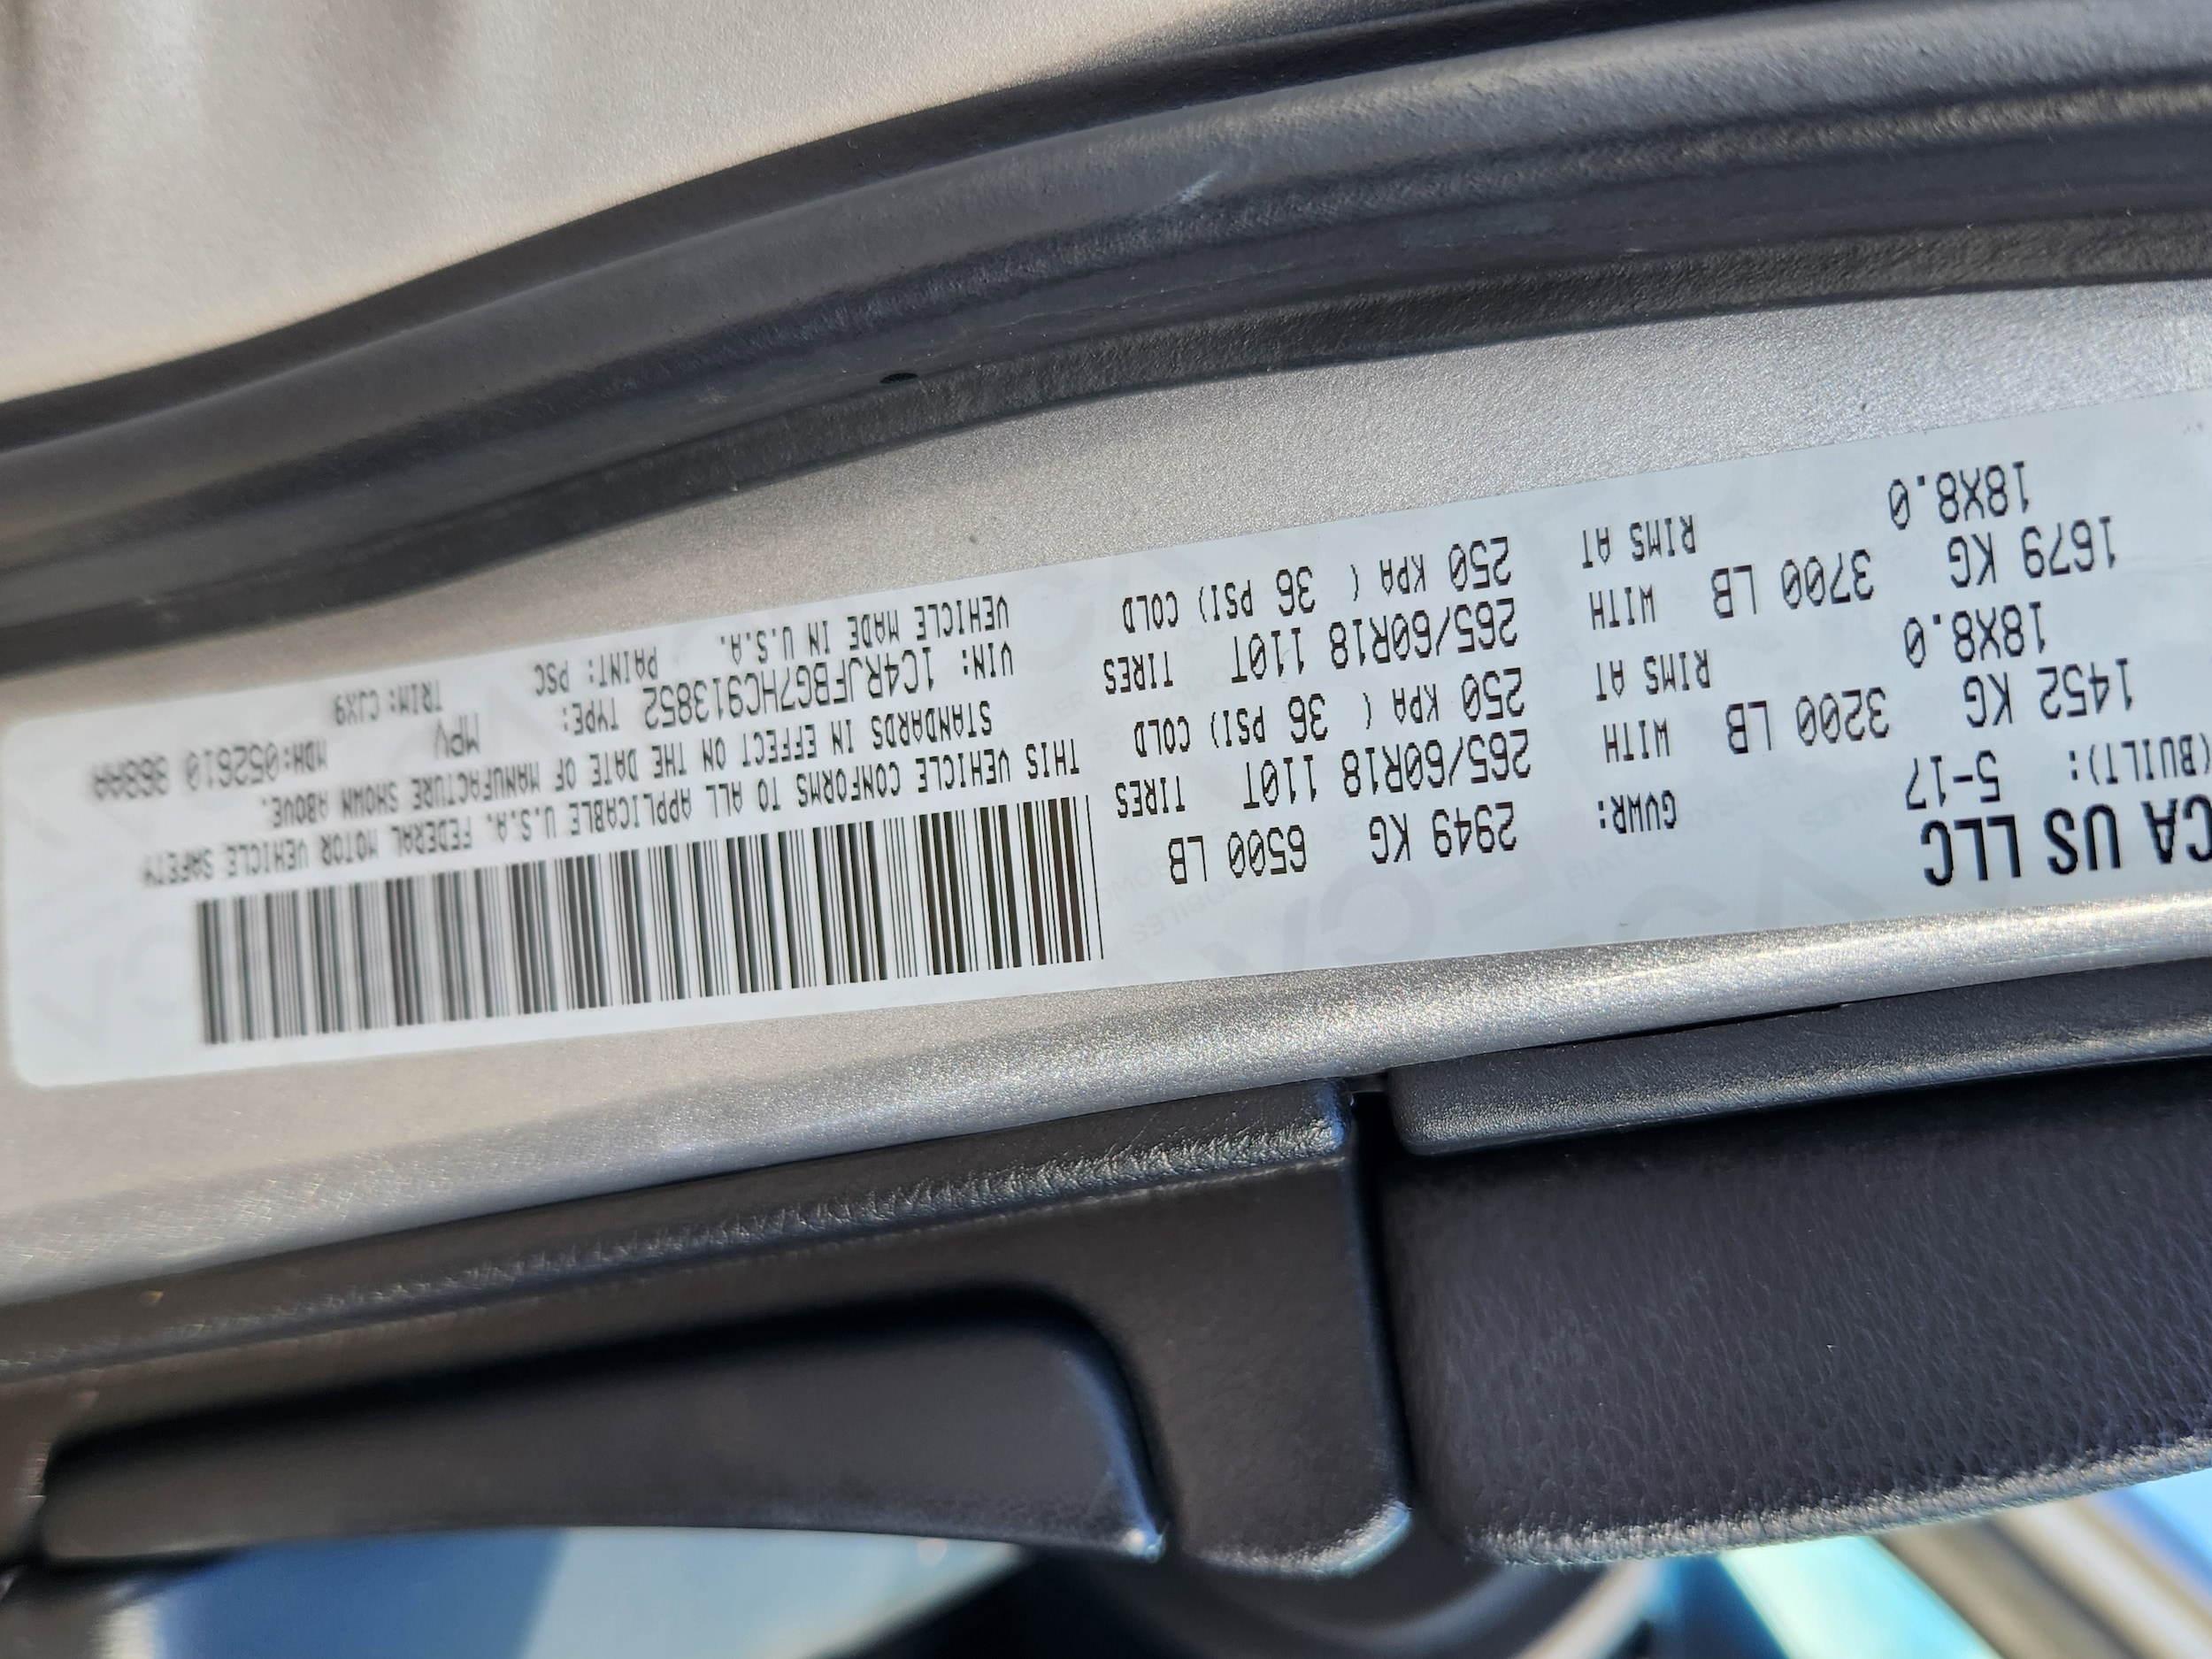 CA US LLC
(BUILT): 5-17 GVWR: 2949 KG 6500 LB
1452 KG 3200 LB WITH 265/60R18 110T TIRES
18X8.0 RIMS AT 250 KPA ( 36 PSI) COLD
1679 KG 3700 LB WITH 265/60R18 110T TIRES
18X8.0 RIMS AT 250 KPA ( 36 PSI) COLD
THIS VEHICLE CONFORMS TO ALL APPLICABLE U.S.A. FEDERAL MOTOR VEHICLE SAFETY
STANDARDS IN EFFECT ON THE DATE OF MANUFACTURE SHOWN ABOVE.
VIN: 1C4RJFBG7HC913852 TYPE: MPV MDH:052610 868AA
VEHICLE MADE IN U.S.A. PAINT: PSC TRIM: CJX9